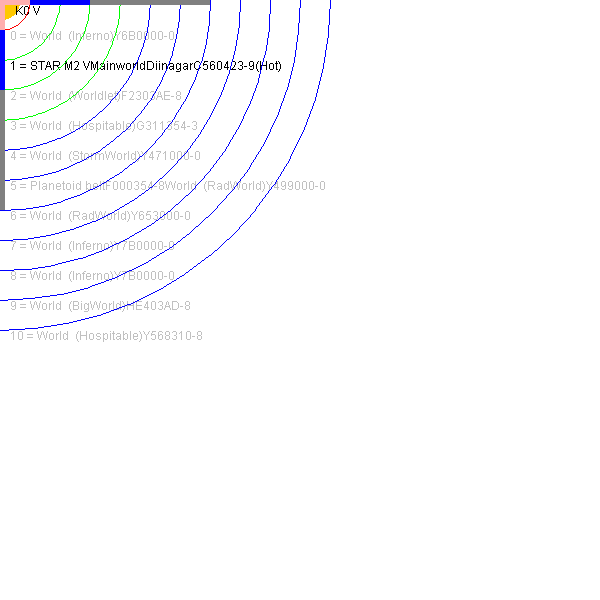 K0 V
0 = World  (Inferno)Y6B0000-0
1 = STAR M2 VMainworldDiinagarC560423-9(Hot)
2 = World  (Worldlet)F2303AE-8
3 = World  (Hospitable)G311354-3
4 = World  (StormWorld)Y471000-0
5 = Planetoid beltF000354-8World  (RadWorld)Y499000-0
6 = World  (RadWorld)Y653000-0
7 = World  (Inferno)Y7B0000-0
8 = World  (Inferno)Y7B0000-0
9 = World  (BigWorld)HE403AD-8
10 = World  (Hospitable)Y568310-8